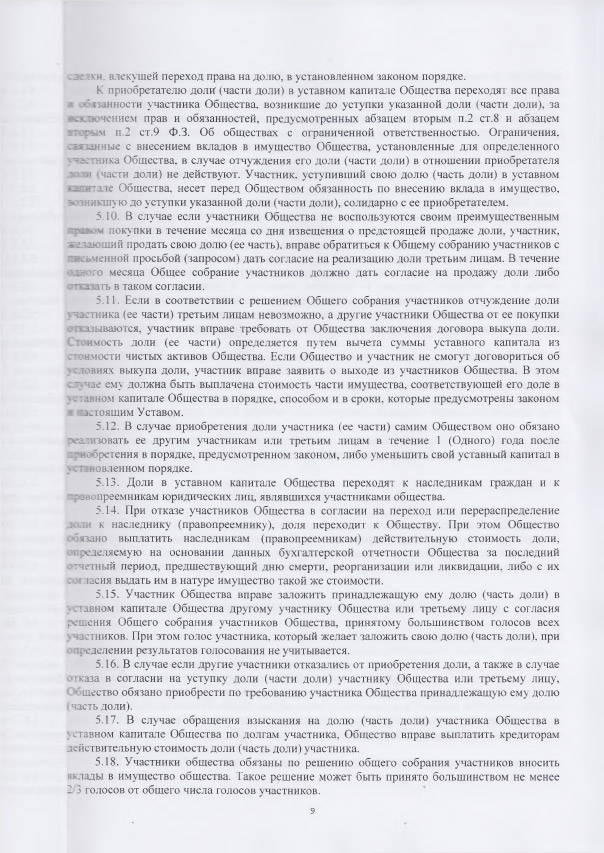 сделки, влекущей переход права на долю, в установленном законом порядке.
К приобретателю доли (части доли) в уставном капитале Общества переходят все права
и обязанности участника Общества, возникшие до уступки указанной доли (части доли), за
исключением прав и обязанностей, предусмотренных абзацем вторым п.2 ст.8 и абзацем
вторым п.2 ст.9 Ф.З. Об обществах с ограниченной ответственностью. Ограничения,
связанные с внесением вкладов в имущество Общества, установленные для определенного
участника Общества, в случае отчуждения его доли (части доли) в отношении приобретателя
доли (части доли) не действуют. Участник, уступивший свою долю (часть доли) в уставном
капитале Общества, несет перед Обществом обязанность по внесению вклада в имущество,
возникшую до уступки указанной доли (части доли), солидарно с ее приобретателем.
5.10. В случае если участники Общества не воспользуются своим преимущественным
правом покупки в течение месяца со дня извещения о предстоящей продаже доли, участник,
желающий продать свою долю (ее часть), вправе обратиться к Общему собранию участников с
письменной просьбой (запросом) дать согласие на реализацию доли третьим лицам. В течение
одного месяца Общее собрание участников должно дать согласие на продажу доли либо
отказать в таком согласии.
5.11. Если в соответствии с решением Общего собрания участников отчуждение доли
участника (ее части) третьим лицам невозможно, а другие участники Общества от ее покупки
отказываются, участник вправе требовать от Общества заключения договора выкупа доли.
Стоимость доли (ее части) определяется путем вычета суммы уставного капитала из
стоимости чистых активов Общества. Если Общество и участник не смогут договориться об
условиях выкупа доли, участник вправе заявить о выходе из участников Общества. В этом
случае ему должна быть выплачена стоимость части имущества, соответствующей его доле в
уставном капитале Общества в порядке, способом и в сроки, которые предусмотрены законом
и настоящим Уставом.
5.12. В случае приобретения доли участника (ее части) самим Обществом оно обязано
реализовать ее другим участникам или третьим лицам в течение 1 (Одного) года после
приобретения в порядке, предусмотренном законом, либо уменьшить свой уставный капитал в
установленном порядке.
5.13. Доли в уставном капитале Общества переходят к наследникам граждан и к
правопреемникам юридических лиц, являвшихся участниками общества.
5.14. При отказе участников Общества в согласии на переход или перераспределение
доли к наследнику (правопреемнику), доля переходит к Обществу. При этом Общество
обязано выплатить наследникам (правопреемникам) действительную стоимость доли,
определяемую на основании данных бухгалтерской отчетности Общества за последний
отчетный период, предшествующий дню смерти, реорганизации или ликвидации, либо с их
согласия выдать им в натуре имущество такой же стоимости.
5.15. Участник Общества вправе заложить принадлежащую ему долю (часть доли) в
уставном капитале Общества другому участнику Общества или третьему лицу с согласия
решения Общего собрания участников Общества, принятому большинством голосов всех
участников. При этом голос участника, который желает заложить свою долю (часть доли), при
определении результатов голосования не учитывается.
5.16. В случае если другие участники отказались от приобретения доли, а также в случае
отказа в согласии на уступку доли (части доли) участнику Общества или третьему лицу,
Общество обязано приобрести по требованию участника Общества принадлежащую ему долю
(часть доли).
5.17. В случае обращения взыскания на долю (часть доли) участника Общества в
уставном капитале Общества по долгам участника, Общество вправе выплатить кредиторам
действительную стоимость доли (часть доли) участника.
5.18. Участники общества обязаны по решению общего собрания участников вносить
вклады в имущество общества. Такое решение может быть принято большинством не менее
2/3 голосов от общего числа голосов участников.
9